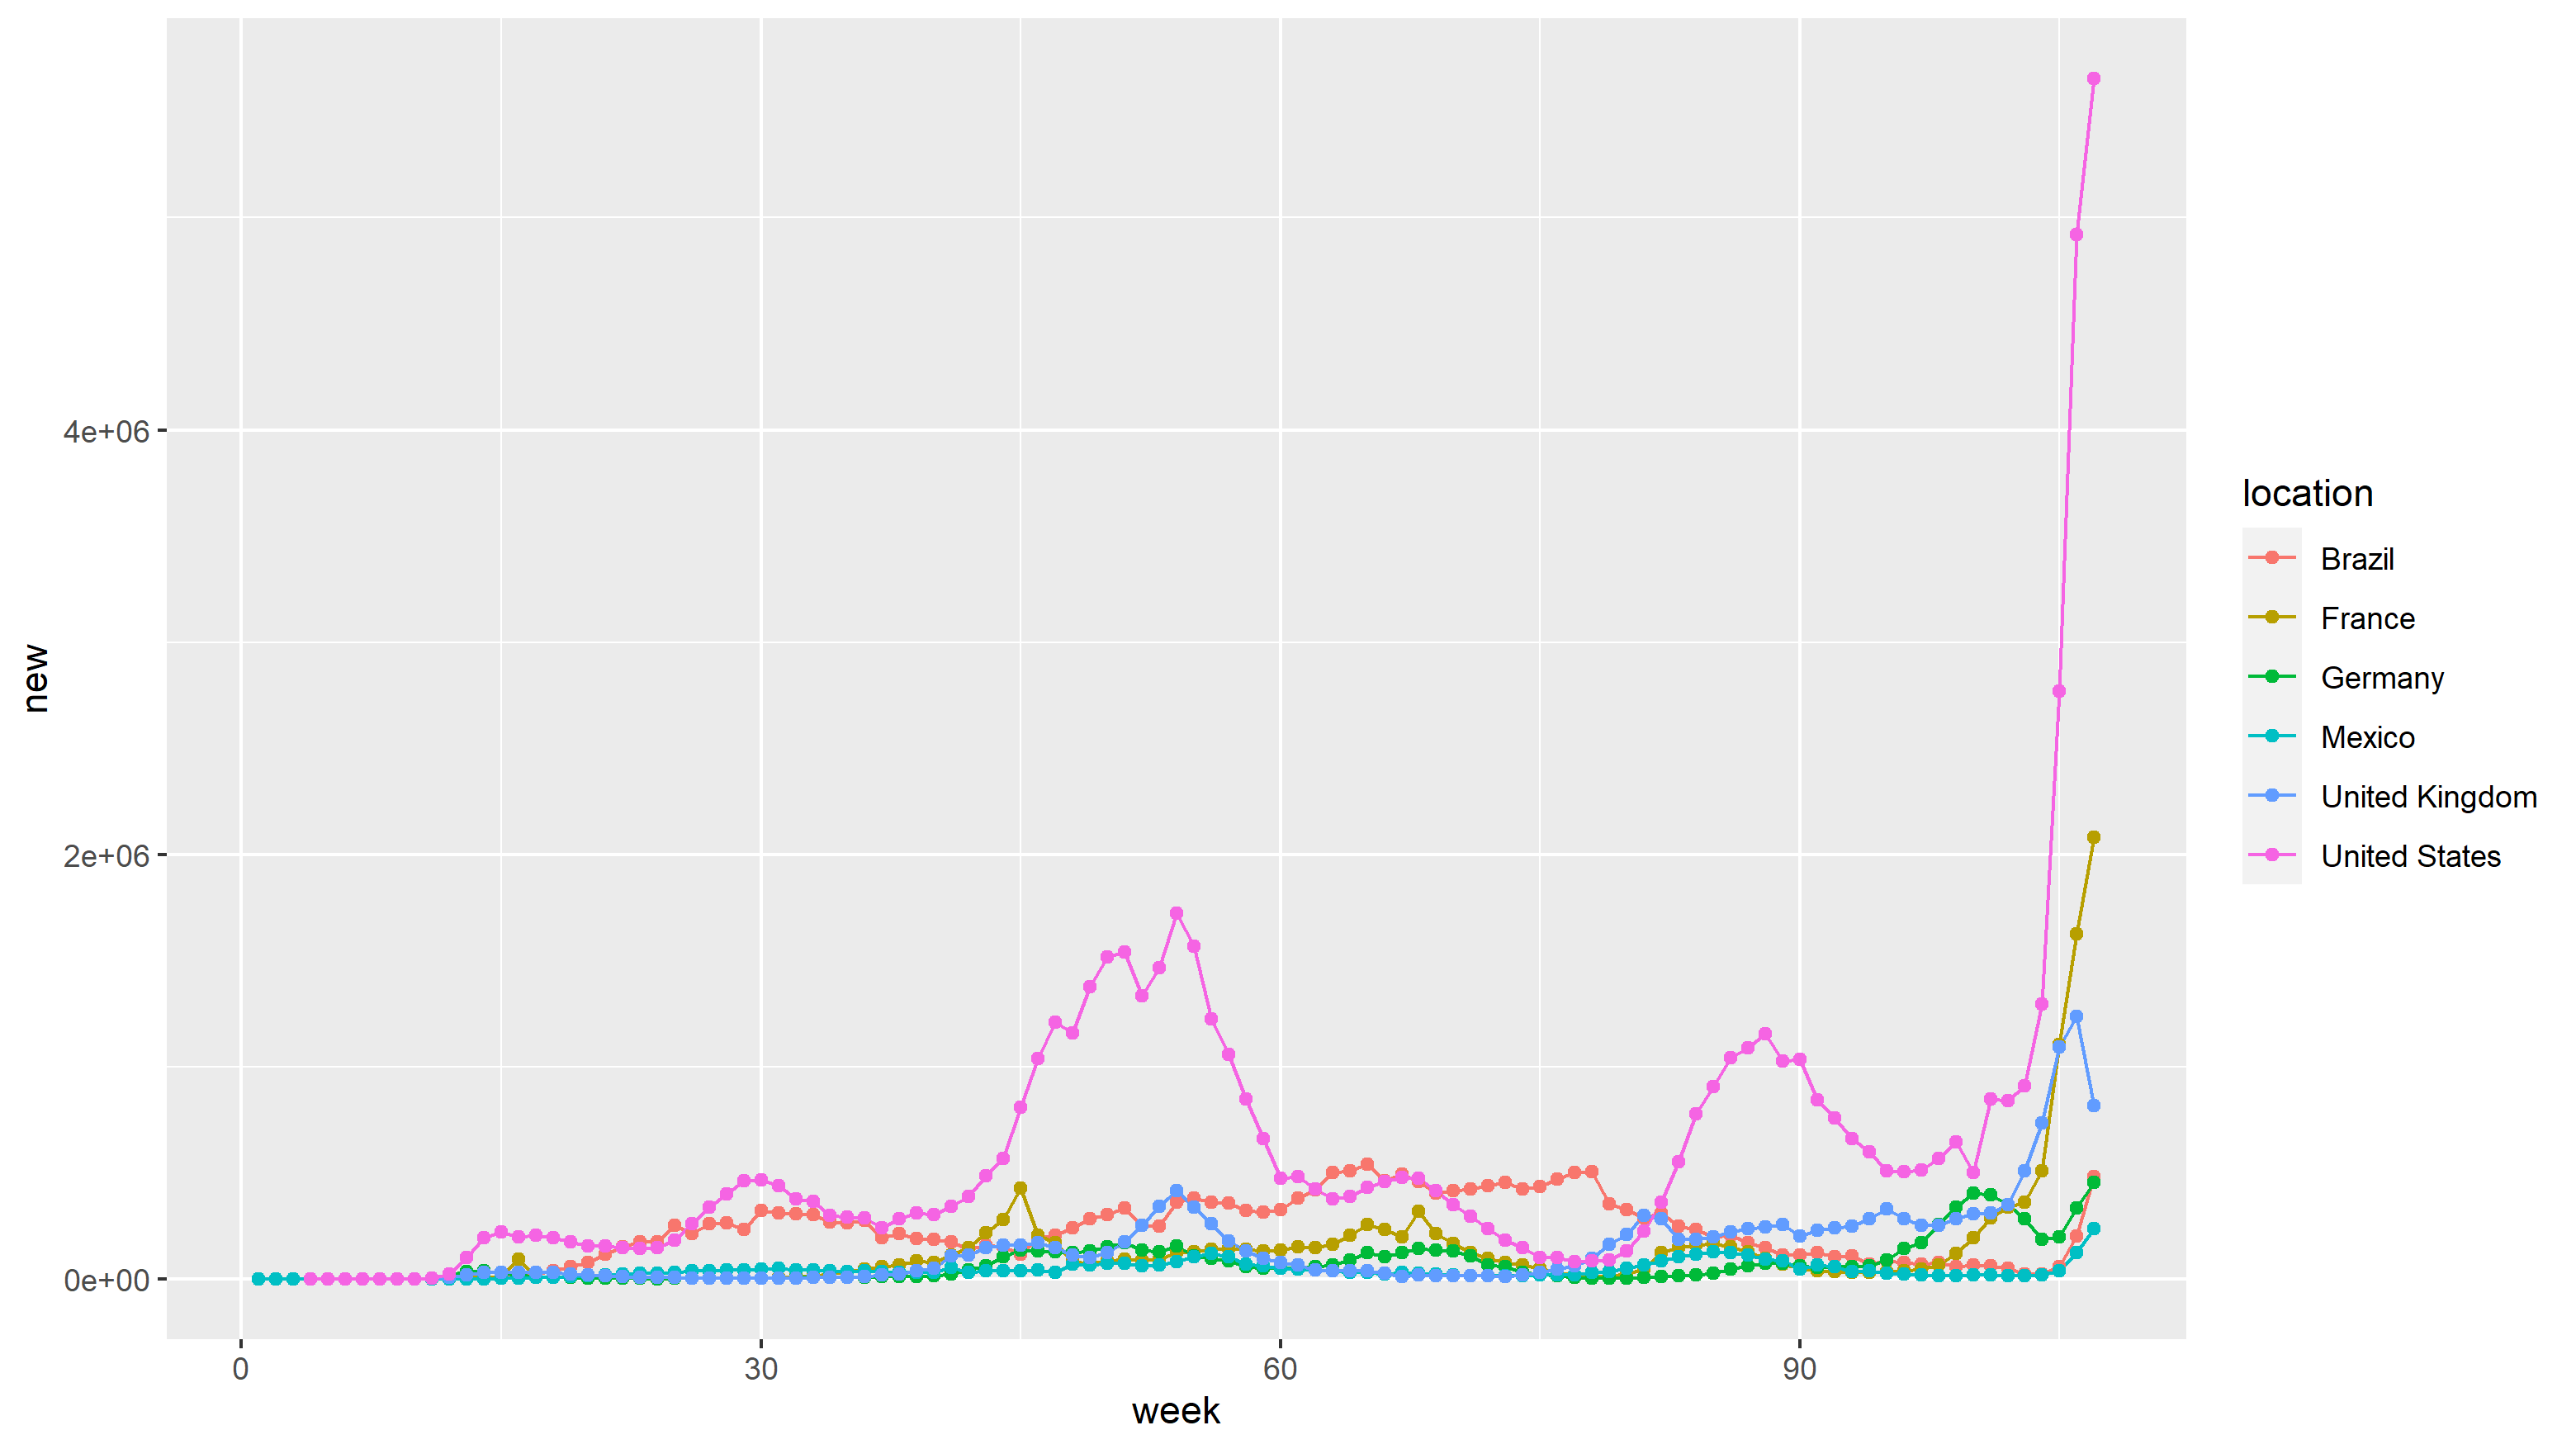 new
4e+06
2e+06
0e+00
0
30
60
90
week
location
Brazil
France
Germany
Mexico
United Kingdom
United States